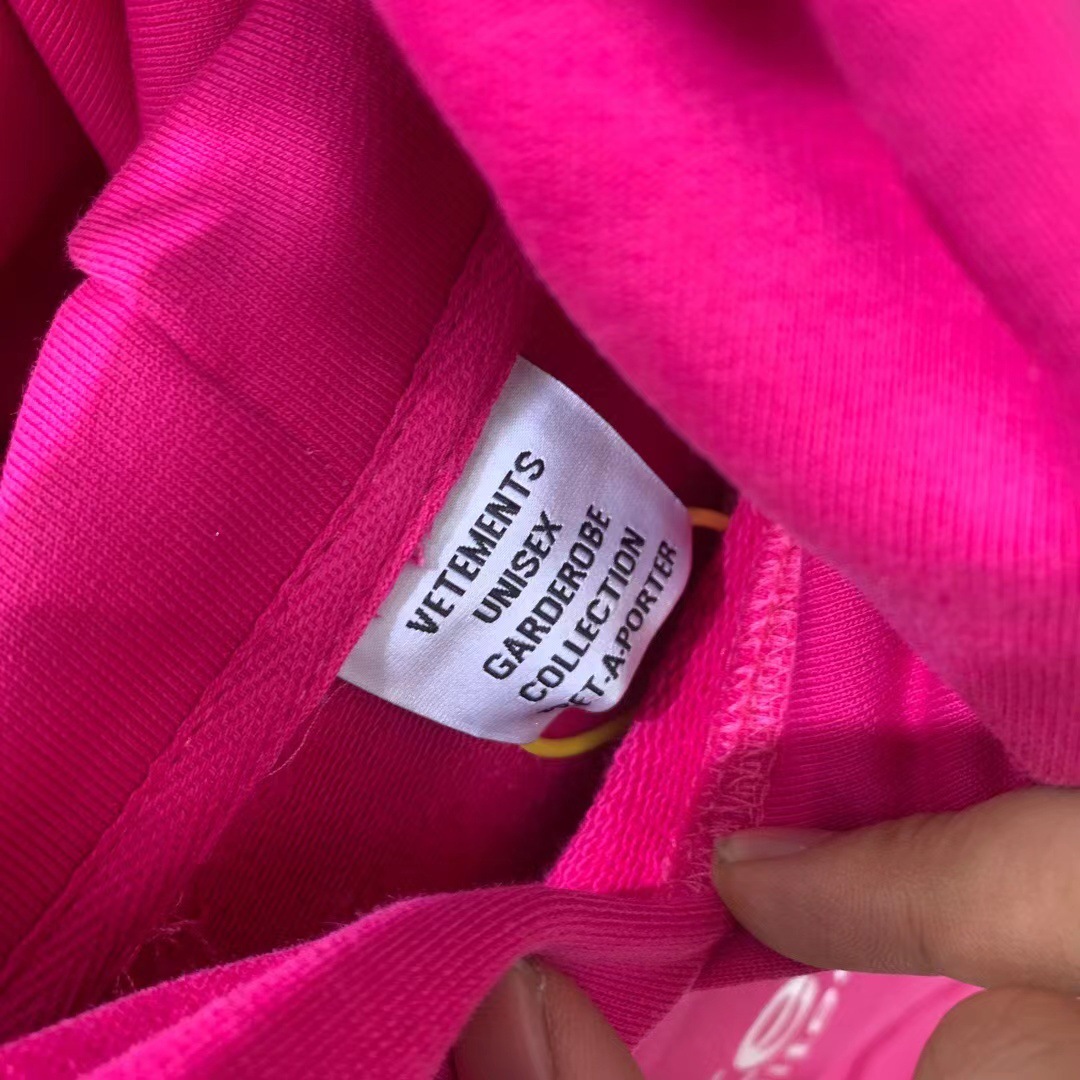 VETEMENTS
UNISEX
GARDEROBE
COLLECTION